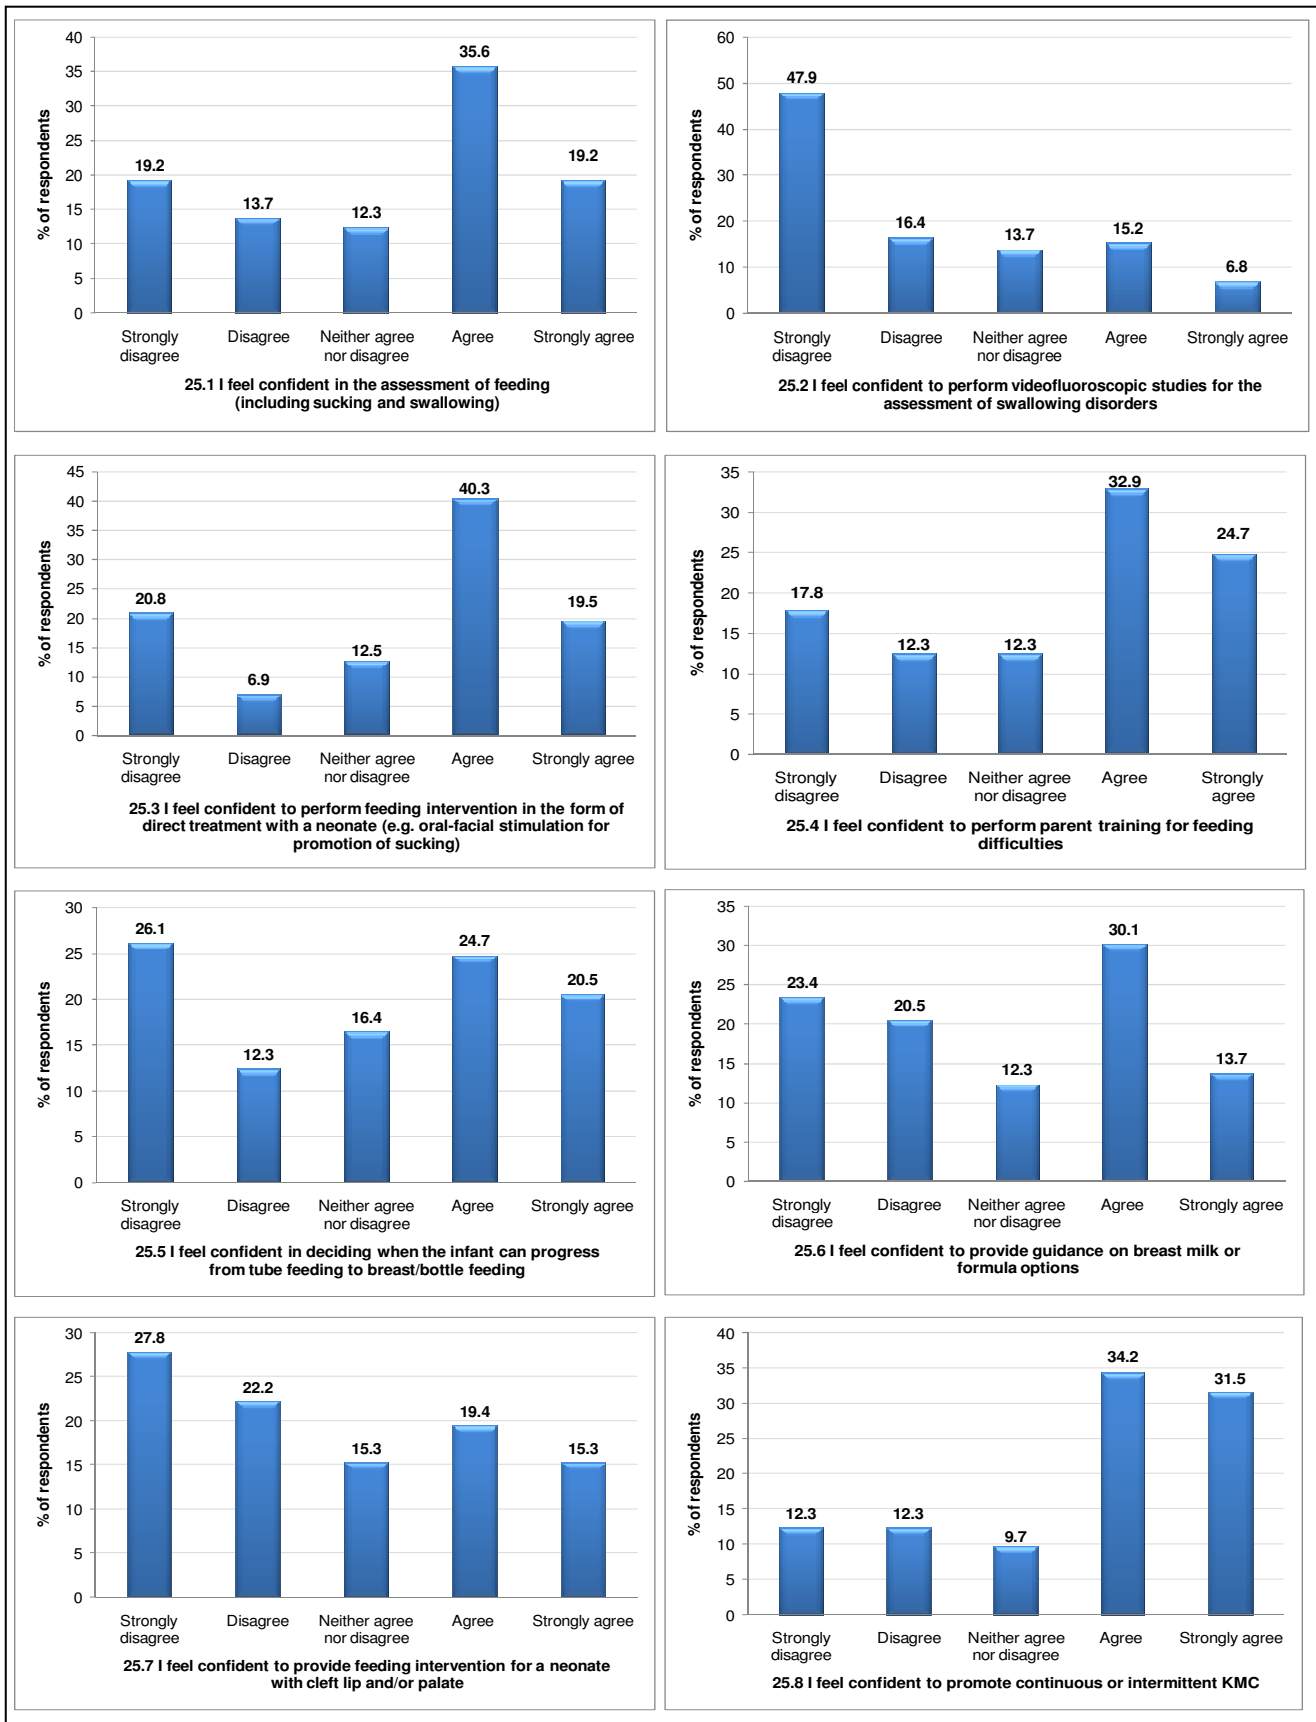 40
35
30
25
20
15
10
5
0
% of respondents
19.2
13.7
12.3
35.6
19.2
Strongly
disagree
Disagree
Neither agree
nor disagree
Agree
Strongly agree
25.1 I feel confident in the assessment of feeding
(including sucking and swallowing)
60
50
40
30
20
10
0
% of respondents
47.9
16.4
13.7
15.2
6.8
Strongly
disagree
Disagree
Neither agree
nor disagree
Agree
Strongly agree
25.2 I feel confident to perform videofluoroscopic studies for the
assessment of swallowing disorders
45
40
35
30
25
20
15
10
5
0
% of respondents
20.8
6.9
12.5
40.3
19.5
Strongly
disagree
Disagree
Neither agree
nor disagree
Agree
Strongly agree
25.3 I feel confident to perform feeding intervention in the form of
direct treatment with a neonate (e.g. oral-facial stimulation for
promotion of sucking)
35
30
25
20
15
10
5
0
% of respondents
17.8
12.3
12.3
32.9
24.7
Strongly
disagree
Disagree
Neither agree
nor disagree
Agree
Strongly
agree
25.4 I feel confident to perform parent training for feeding
difficulties
30
25
20
15
10
5
0
% of respondents
26.1
12.3
16.4
24.7
20.5
Strongly
disagree
Disagree
Neither agree
nor disagree
Agree
Strongly agree
25.5 I feel confident in deciding when the infant can progress
from tube feeding to breast/bottle feeding
35
30
25
20
15
10
5
0
% of respondents
23.4
20.5
12.3
30.1
13.7
Strongly
disagree
Disagree
Neither agree
nor disagree
Agree
Strongly agree
25.6 I feel confident to provide guidance on breast milk or
formula options
30
25
20
15
10
5
0
% of respondents
27.8
22.2
15.3
19.4
15.3
Strongly
disagree
Disagree
Neither agree
nor disagree
Agree
Strongly agree
25.7 I feel confident to provide feeding intervention for a neonate
with cleft lip and/or palate
40
35
30
25
20
15
10
5
0
% of respondents
12.3
12.3
9.7
34.2
31.5
Strongly
disagree
Disagree
Neither agree
nor disagree
Agree
Strongly agree
25.8 I feel confident to promote continuous or intermittent KMC